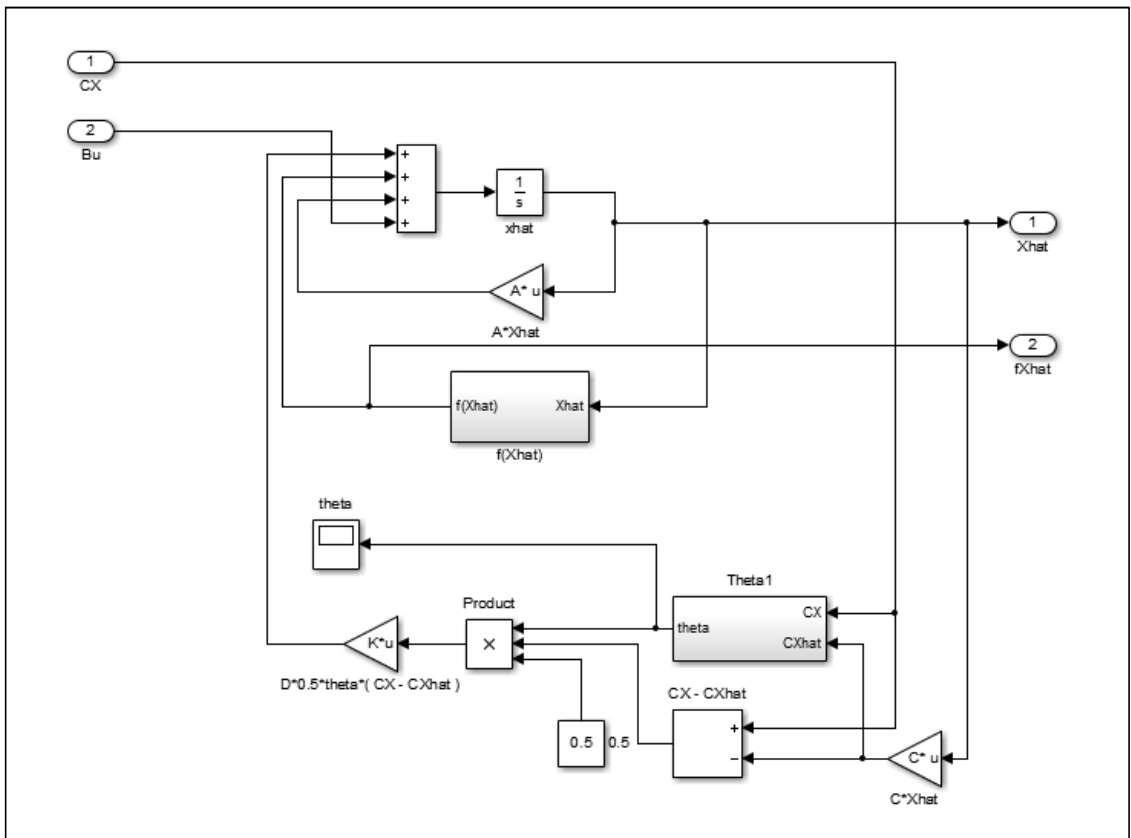 1
CX
2
Bu
+
+
+
+
1
s
xhat
1
Xhat
A* u
A*Xhat
2
fXhat
f(Xhat)
Xhat
f(Xhat)
theta
Theta1
CX
theta
CXhat
Product
×
K*u
D*0.5*theta*( CX - CXhat )
CX - CXhat
+
−
0.5
0.5
C* u
C*Xhat